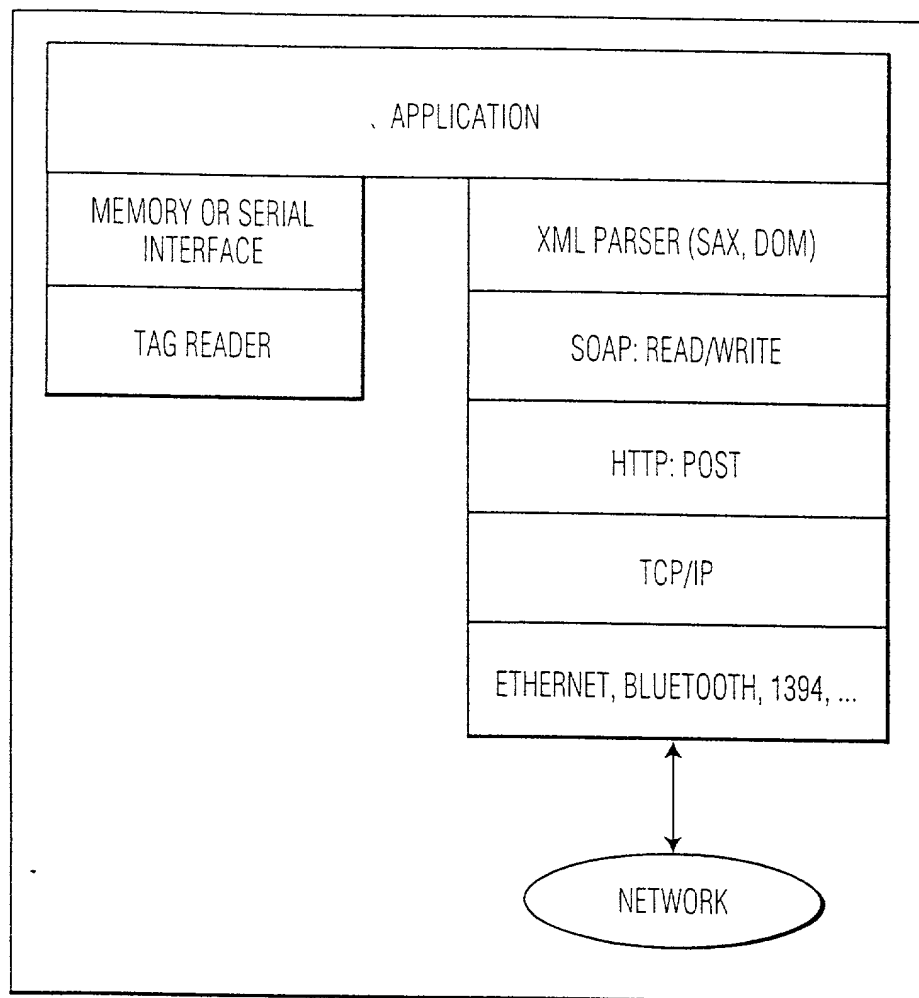 APPLICATION
MEMORY OR SERIAL
INTERFACE
TAG READER
XML PARSER (SAX, DOM)
SOAP: READ/WRITE
HTTP: POST
TCP/IP
ETHERNET, BLUETOOTH, 1394, ...
NETWORK